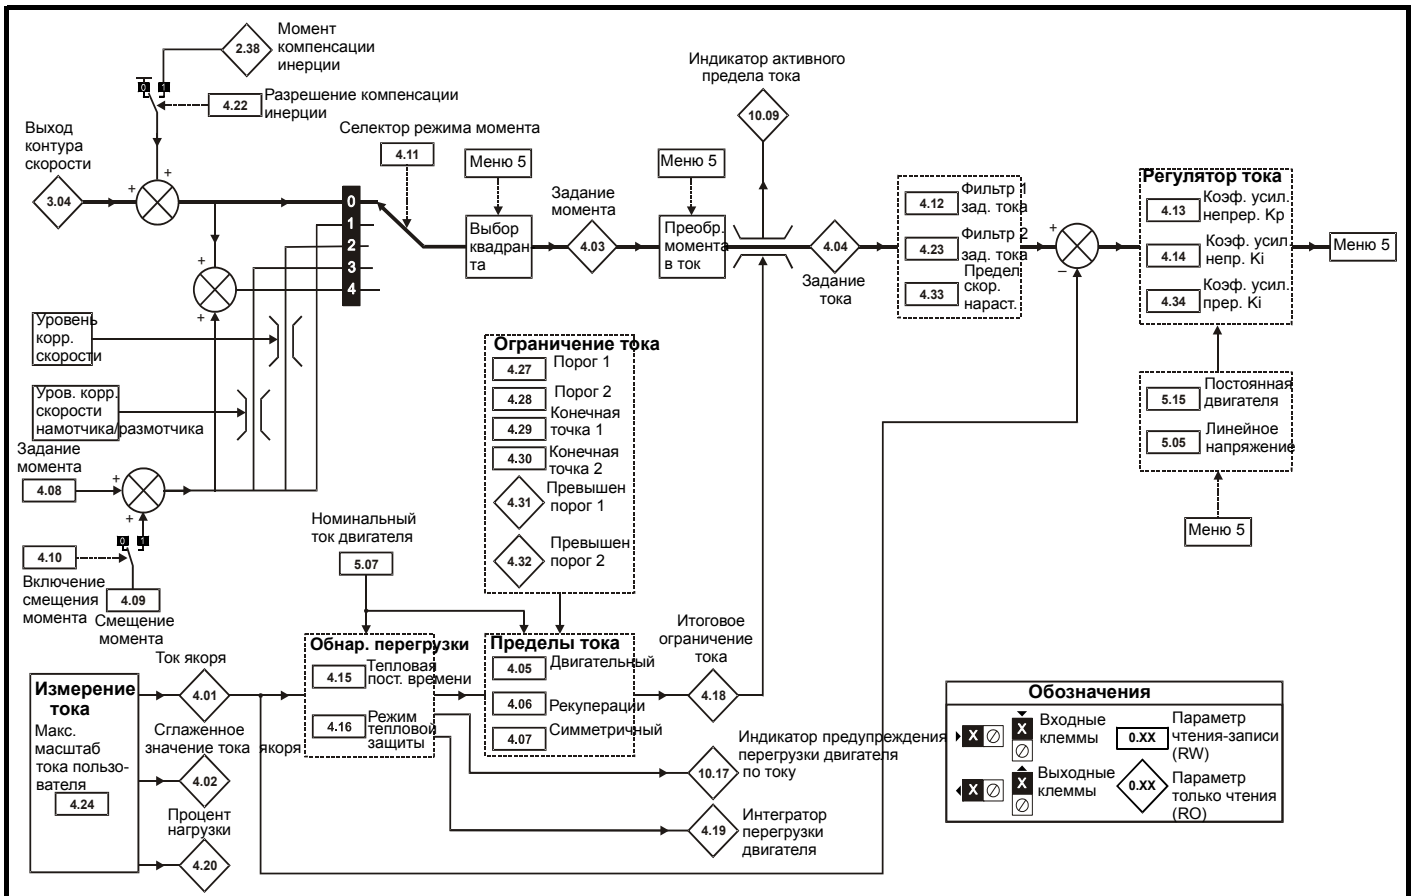 2.38
Момент
компенсации
инерции
0 1
4.22
Разрешение компенсации
инерции
Выход
контура
скорости
3.04
+
+
Селектор режима момента
4.11
0
1
2
3
4
+
+
Меню 5
Выбор
квадран-
та
Задание
момента
4.03
Меню 5
Преобр.
момента
в ток
Индикатор активного
предела тока
10.09
4.04
Задание
тока
4.12
Фильтр 1
зад. тока
4.23
Фильтр 2
зад. тока
4.33
Предел
скор.
нараст.
+
–
Регулятор тока
4.13
Коэф. усил.
непрер. Kp
4.14
Коэф. усил.
непр. Ki
4.34
Коэф. усил.
прер. Ki
Меню 5
5.15
Постоянная
двигателя
5.05
Линейное
напряжение
Меню 5
Уровень
корр.
скорости
Уров. корр.
скорости
намотчика/размотчика
Задание
момента
4.08
+
+
0 1
4.10
Включение
смещения
момента
4.09
Смещение
момента
Ограничение тока
4.27
Порог 1
4.28
Порог 2
4.29
Конечная
точка 1
4.30
Конечная
точка 2
4.31
Превышен
порог 1
4.32
Превышен
порог 2
Номинальный
ток двигателя
5.07
Обнар. перегрузки
4.15
Тепловая
пост. времени
4.16
Режим
тепловой
защиты
Пределы тока
4.05
Двигательный
4.06
Рекуперации
4.07
Симметричный
Итоговое
ограничение
тока
4.18
Индикатор предупреждения
перегрузки двигателя
по току
10.17
4.19
Интегратор
перегрузки
двигателя
Измерение
тока
Макс.
масштаб
тока пользо-
вателя
4.24
Ток якоря
4.01
Сглаженное
значение тока якоря
4.02
Процент
нагрузки
4.20
Обозначения
X
X
Входные
клеммы
0.XX
Параметр
чтения-записи
(RW)
X
X
Выходные
клеммы
0.XX
Параметр
только чтения
(RO)